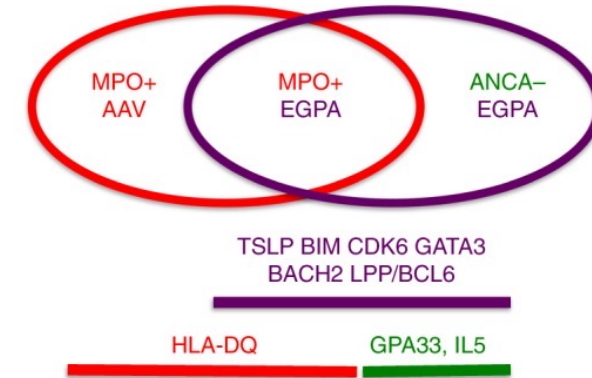 MPO+
AAV
MPO+
EGPA
ANCA–
EGPA
TSLP BIM CDK6 GATA3
BACH2 LPP/BCL6
HLA-DQ
GPA33, IL5